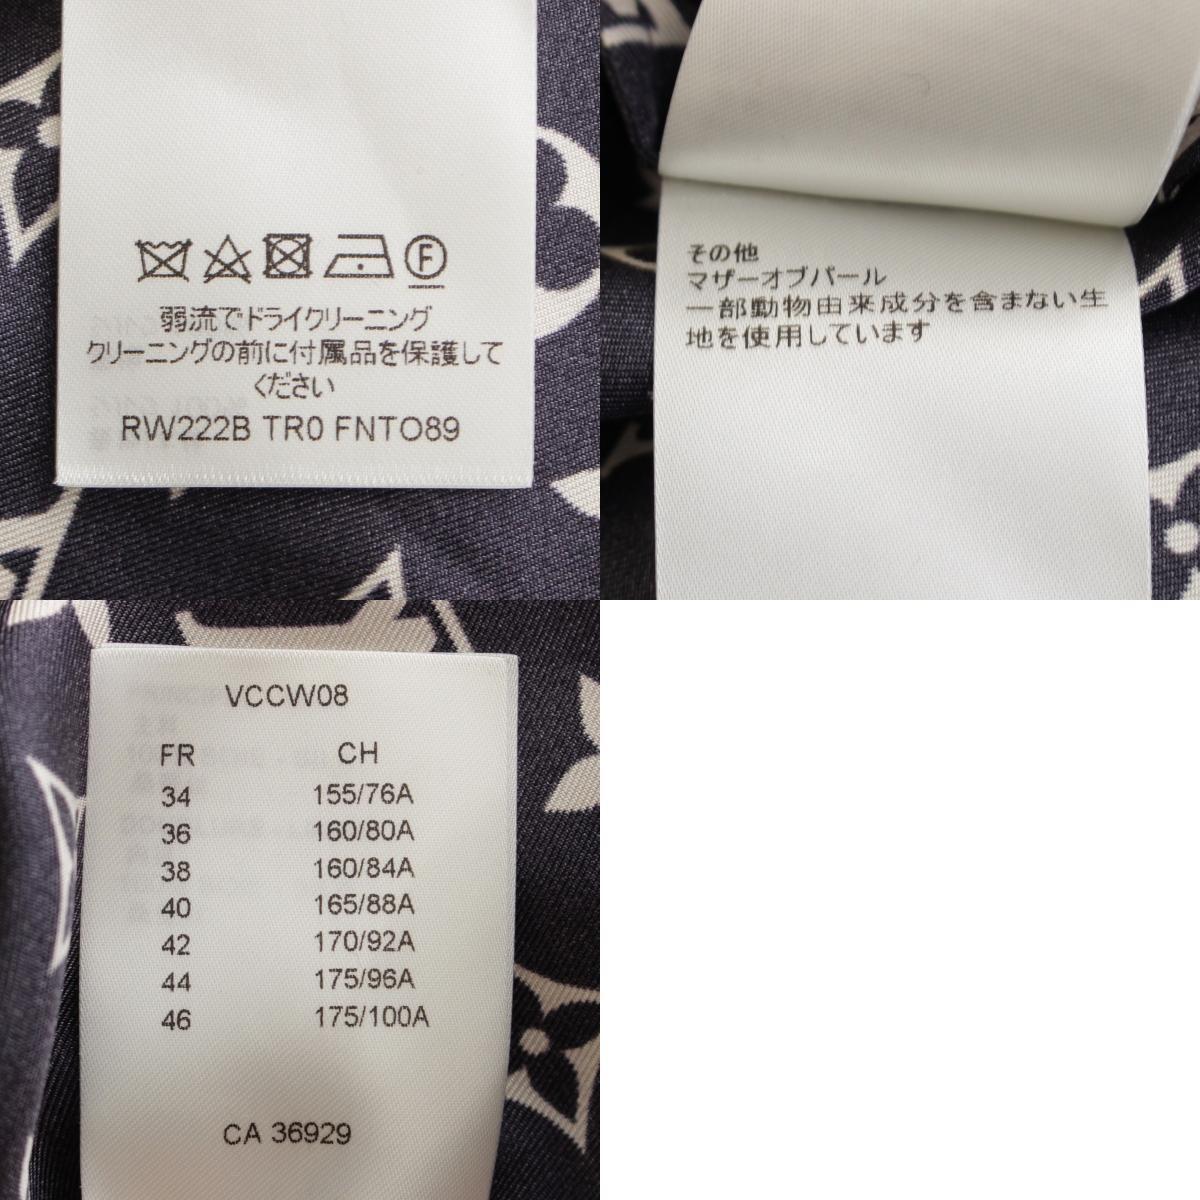 F
弱流でドライクリーニング
クリーニングの前に付属品を保護して
ください
RW222B TR0 FNTO89
その他
マザーオブパール
一部動物由来成分を含まない生
地を使用しています
VCCW08
FR CH
34 155/76A
36 160/80A
38 160/84A
40 165/88A
42 170/92A
44 175/96A
46 175/100A
CA 36929